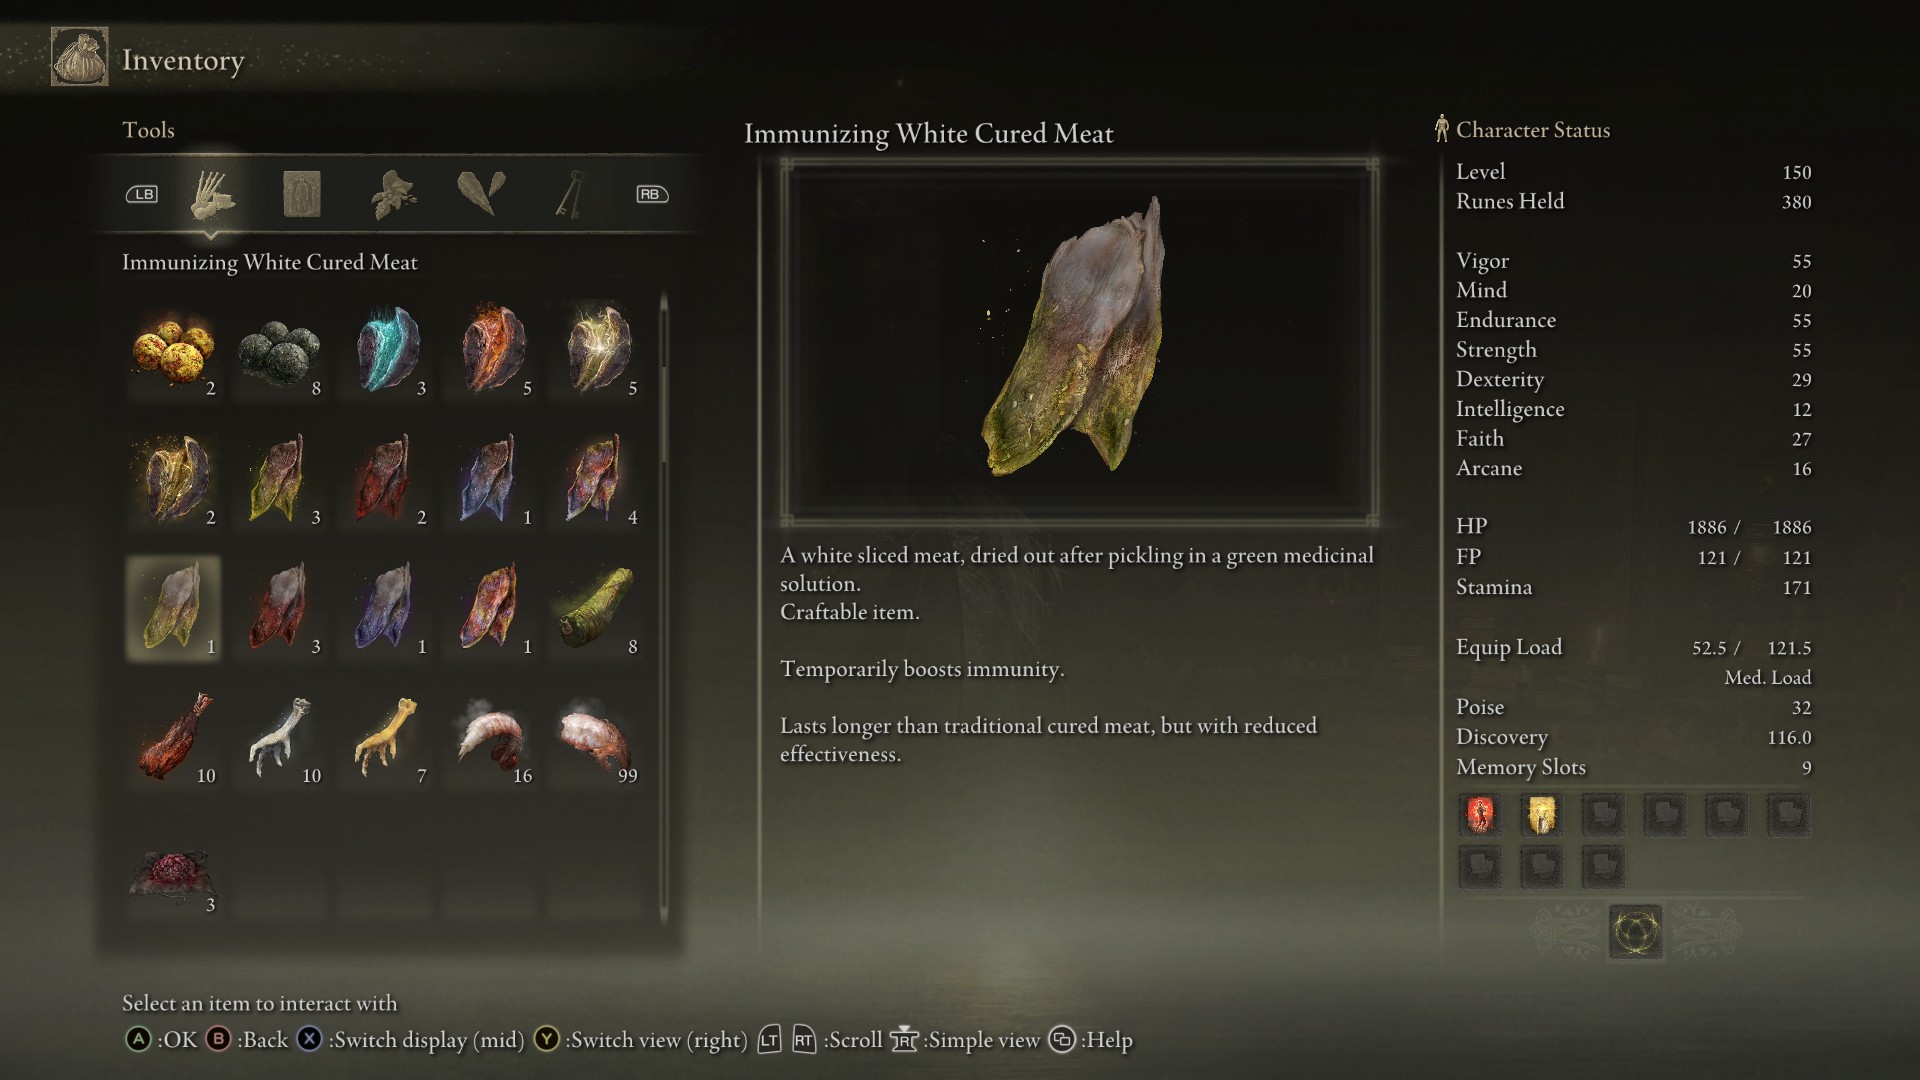 Inventory
Tools
LB
RB
Immunizing White Cured Meat
2 8 3 5 5
2 3 2 1 4
1 3 1 1 8
10 10 7 16 99
3
Immunizing White Cured Meat
A white sliced meat, dried out after pickling in a green medicinal
solution.
Craftable item.
Temporarily boosts immunity.
Lasts longer than traditional cured meat, but with reduced
effectiveness.
Character Status
Level 150
Runes Held 380
Vigor 55
Mind 20
Endurance 55
Strength 55
Dexterity 29
Intelligence 12
Faith 27
Arcane 16
HP 1886 / 1886
FP 121 / 121
Stamina 171
Equip Load 52.5 / 121.5
Med. Load
Poise 32
Discovery 116.0
Memory Slots 9
Select an item to interact with
A :OK B :Back X :Switch display (mid) Y :Switch view (right) LT RT :Scroll R :Simple view :Help